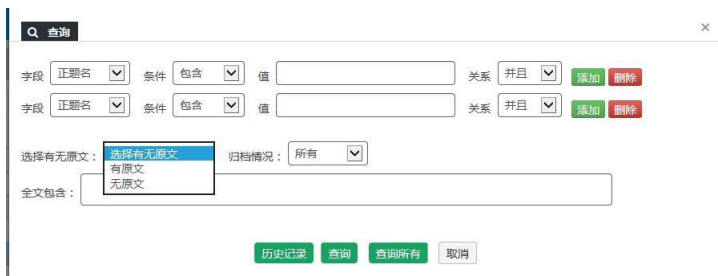 查询
字段 正题名 条件 包含 值 关系 并且 添加 删除
字段 正题名 条件 包含 值 关系 并且 添加 删除
选择有无原文： 选择有无原文 归档情况： 所有
有原文
无原文
全文包含：
历史记录 查询 查询所有 取消